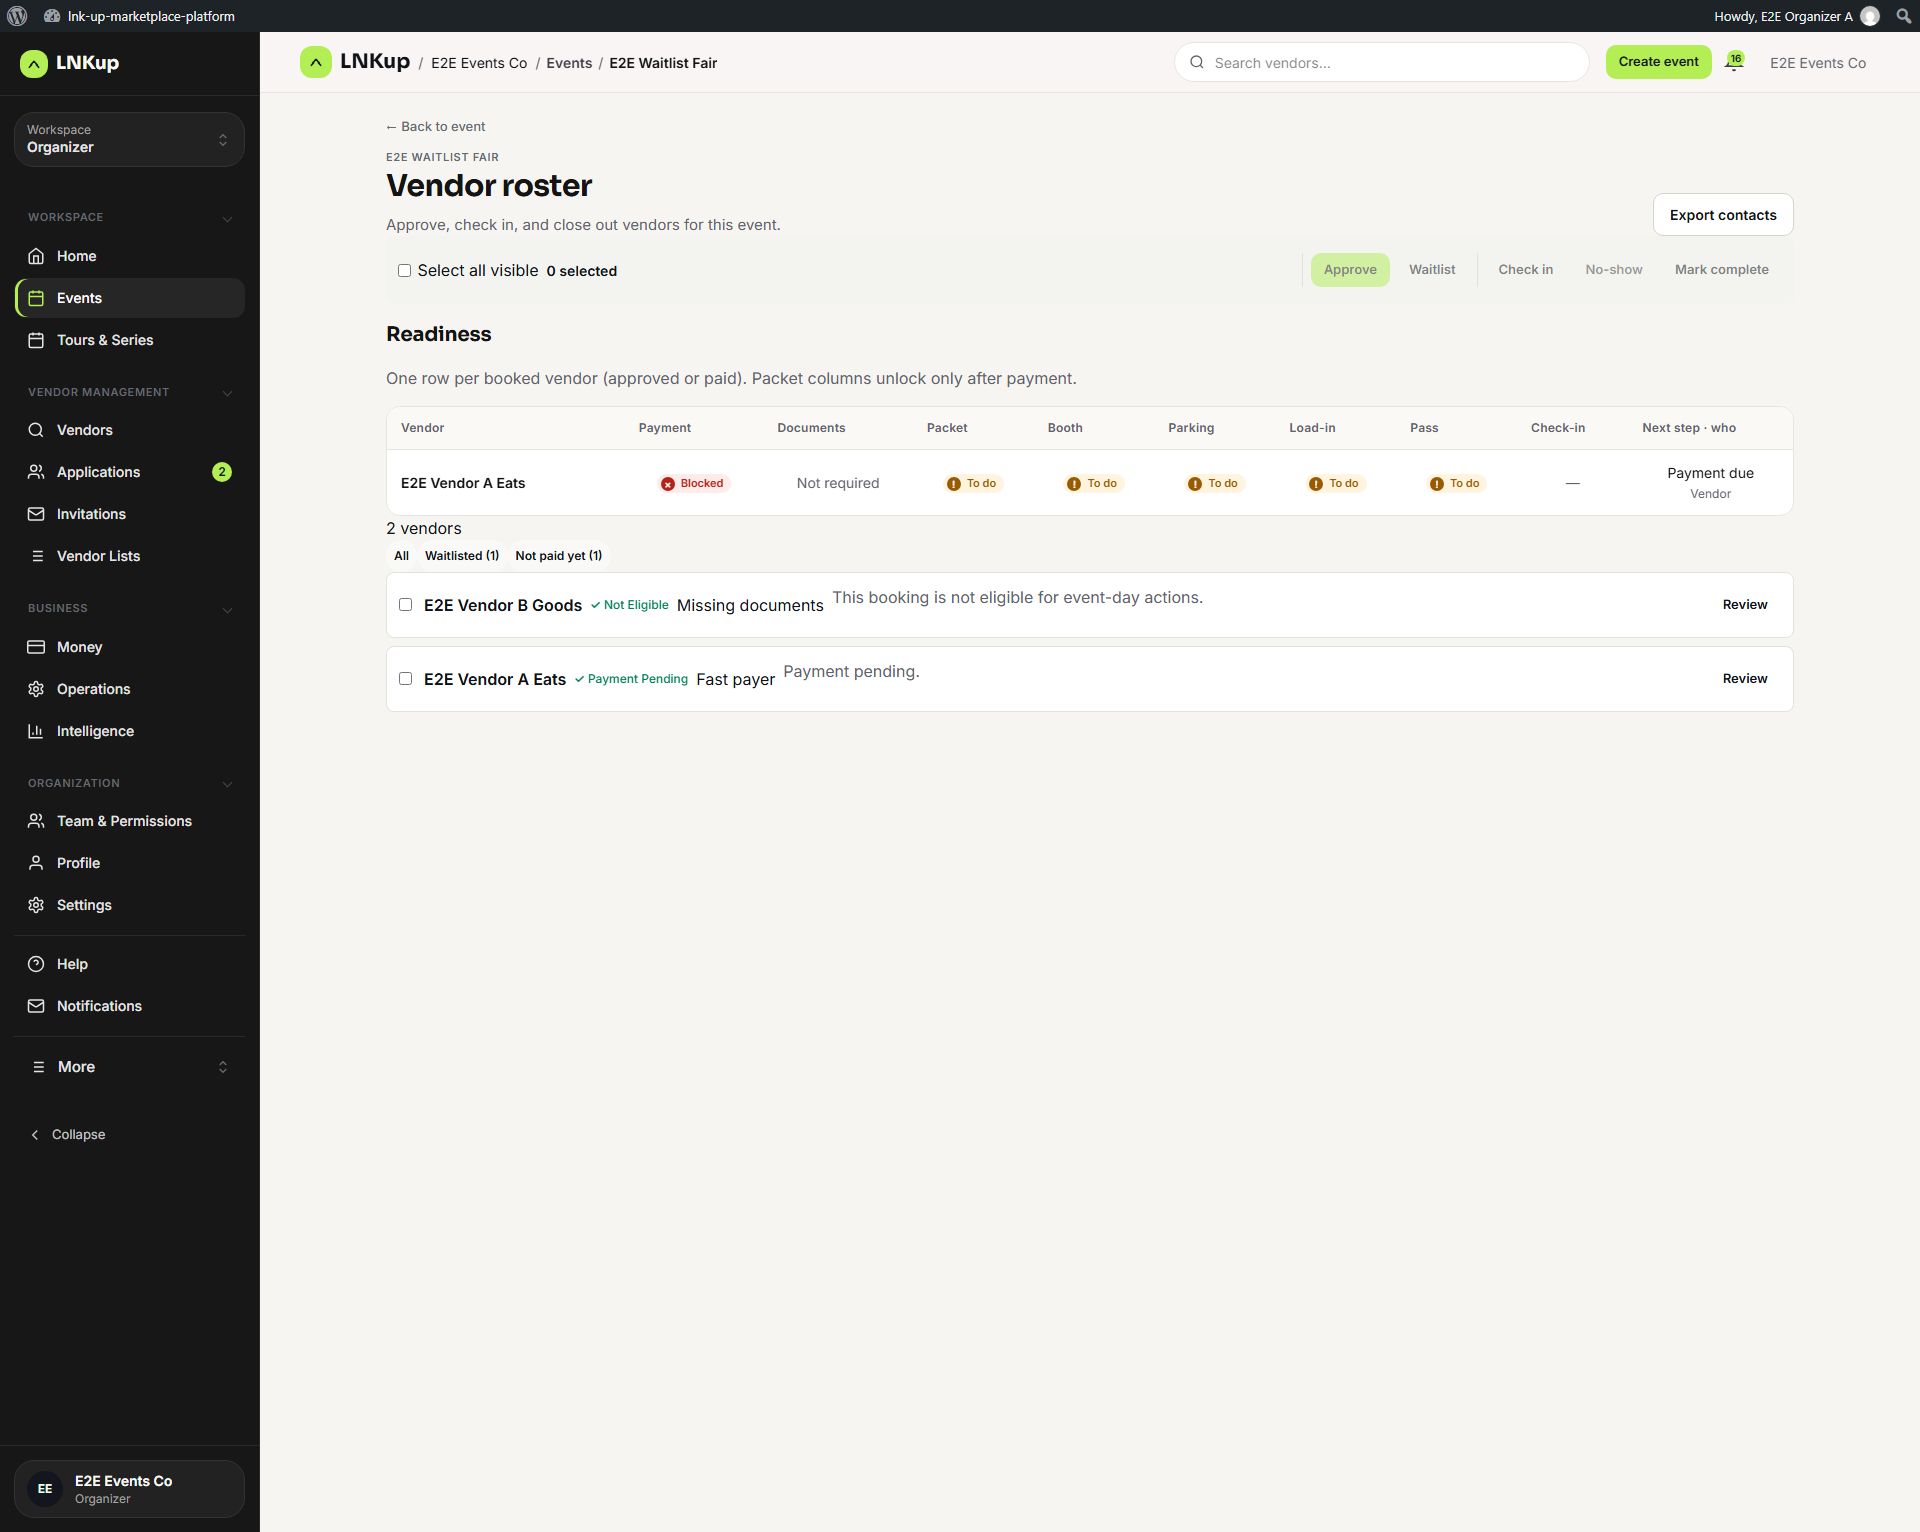 lnk-up-marketplace-platform
Howdy, E2E Organizer A
LNKup
Workspace
Organizer
WORKSPACE
Home
Events
Tours & Series
VENDOR MANAGEMENT
Vendors
Applications 2
Invitations
Vendor Lists
BUSINESS
Money
Operations
Intelligence
ORGANIZATION
Team & Permissions
Profile
Settings
Help
Notifications
More
Collapse
EE
E2E Events Co
Organizer
LNKup / E2E Events Co / Events / E2E Waitlist Fair
Search vendors...
Create event
16
E2E Events Co
← Back to event
E2E WAITLIST FAIR
Vendor roster
Approve, check in, and close out vendors for this event.
Export contacts
Select all visible 0 selected
Approve Waitlist Check in No-show Mark complete
Readiness
One row per booked vendor (approved or paid). Packet columns unlock only after payment.
Vendor Payment Documents Packet Booth Parking Load-in Pass Check-in Next step · who
E2E Vendor A Eats Blocked Not required To do To do To do To do To do — Payment due
Vendor
2 vendors
All Waitlisted (1) Not paid yet (1)
E2E Vendor B Goods ✓ Not Eligible Missing documents This booking is not eligible for event-day actions. Review
E2E Vendor A Eats ✓ Payment Pending Fast payer Payment pending. Review